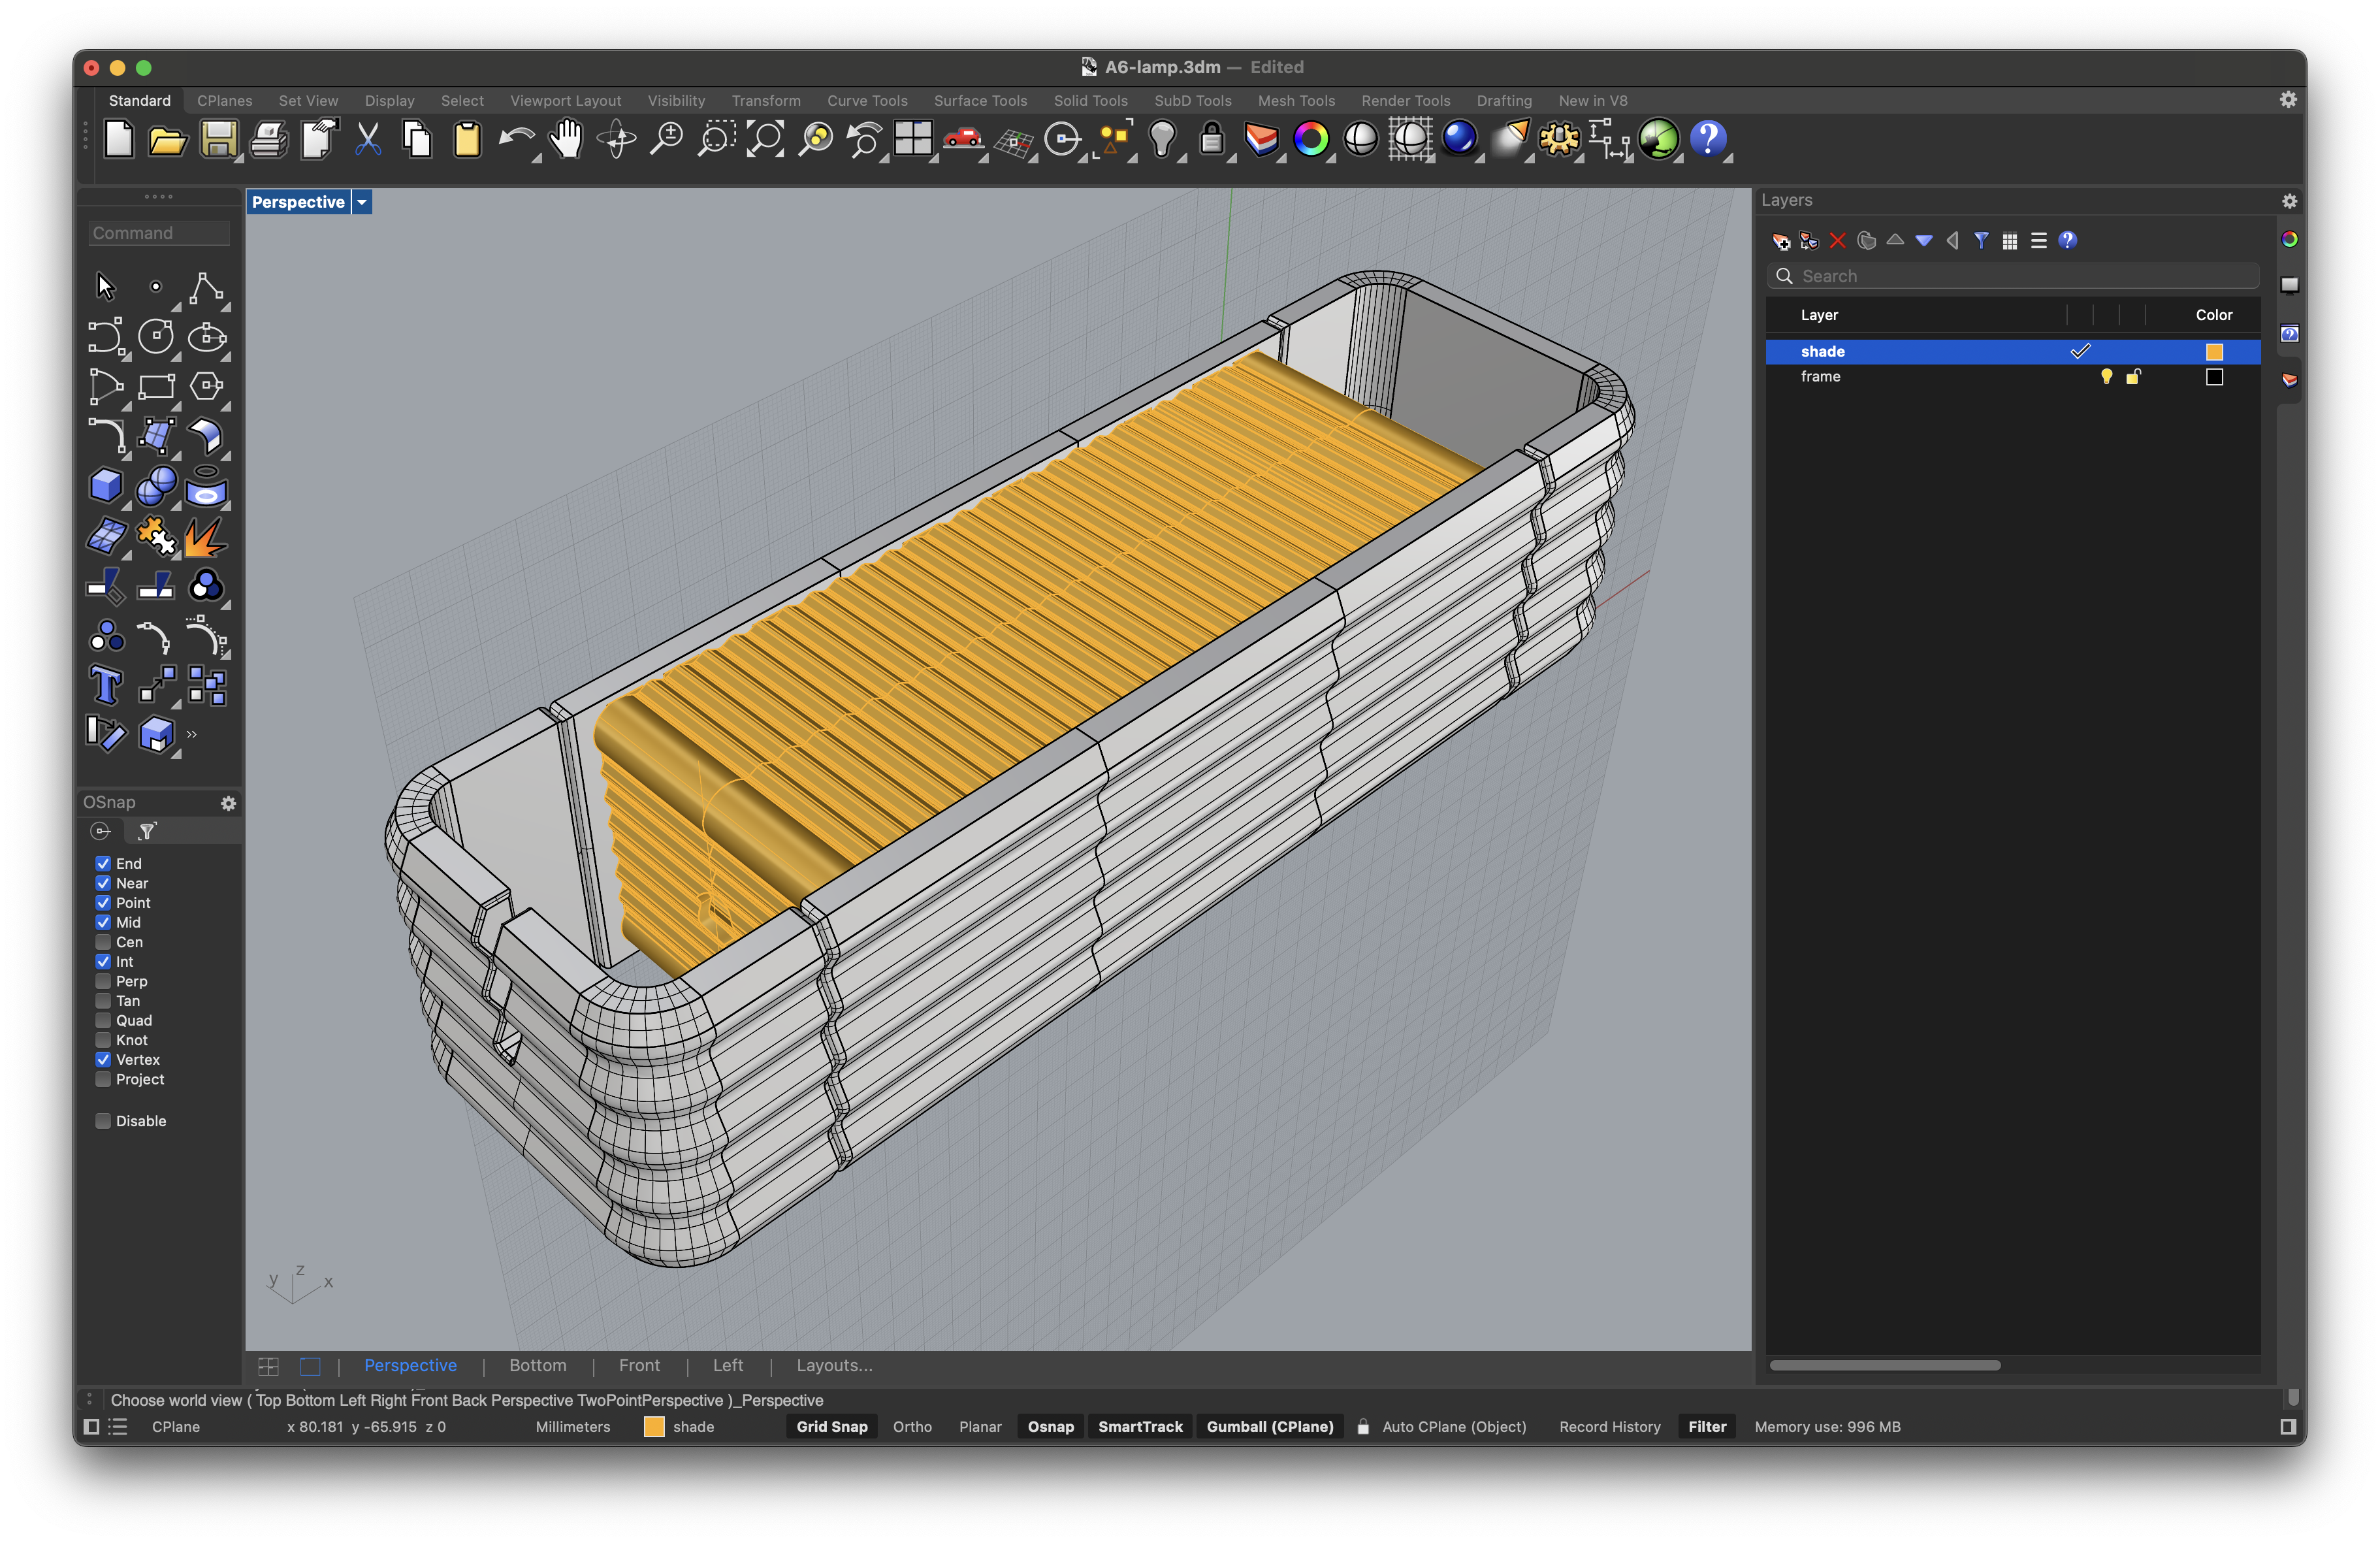 A6-lamp.3dm — Edited
Standard CPlanes Set View Display Select Viewport Layout Visibility Transform Curve Tools Surface Tools Solid Tools SubD Tools Mesh Tools Render Tools Drafting New in V8
Perspective
Command
Layers
Search
Layer Color
shade
frame
OSnap
End
Near
Point
Mid
Cen
Int
Perp
Tan
Quad
Knot
Vertex
Project
Disable
z
y x
Perspective | Bottom | Front | Left | Layouts...
Choose world view ( Top Bottom Left Right Front Back Perspective TwoPointPerspective )_Perspective
CPlane x 80.181 y -65.915 z 0 Millimeters shade Grid Snap Ortho Planar Osnap SmartTrack Gumball (CPlane) Auto CPlane (Object) Record History Filter Memory use: 996 MB